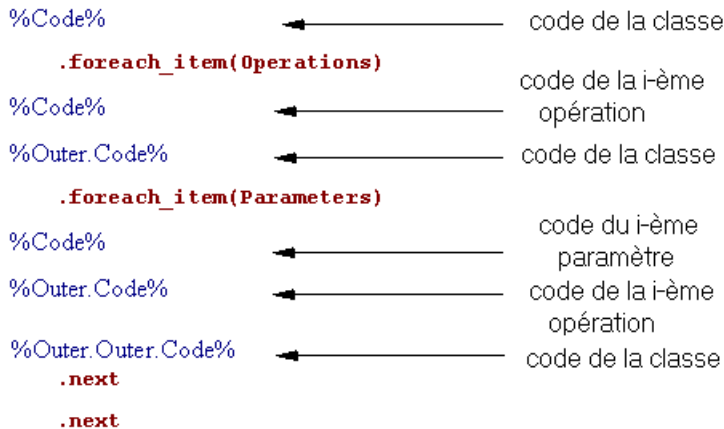 %Code% code de la classe
.foreach_item(Operations)
%Code% code de la i-ème
opération
%Outer.Code% code de la classe
.foreach_item(Parameters)
%Code% code du i-ème
paramètre
%Outer.Code% code de la i-ème
opération
%Outer.Outer.Code% code de la classe
.next
.next